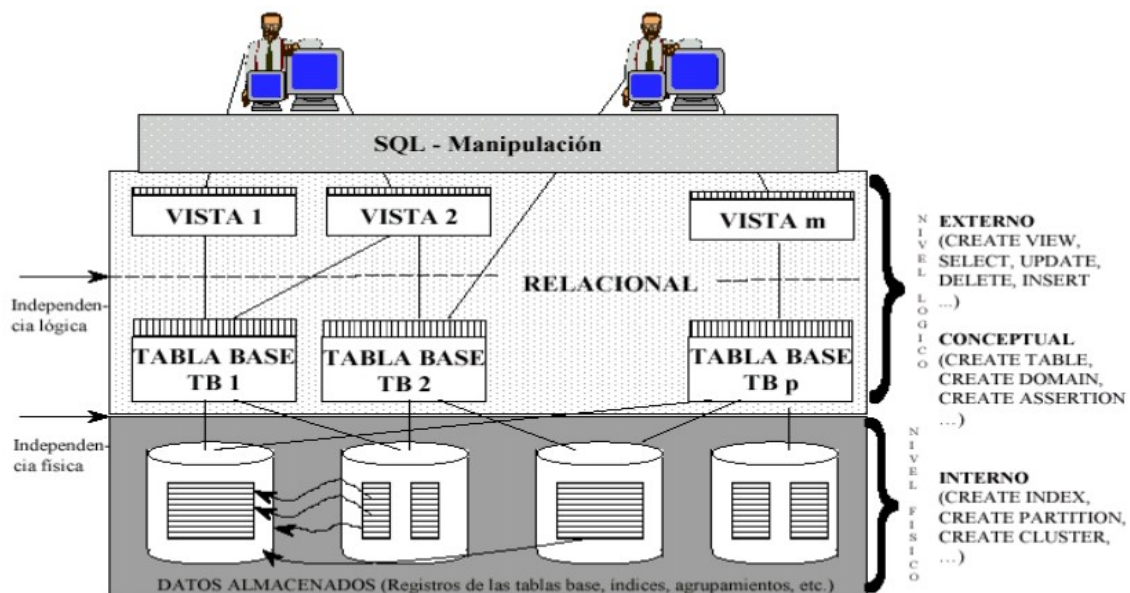 SQL - Manipulación
VISTA 1
VISTA 2
VISTA m
RELACIONAL
Independen-
cia lógica
TABLA BASE
TB 1
TABLA BASE
TB 2
TABLA BASE
TB p
Independen-
cia física
DATOS ALMACENADOS (Registros de las tablas base, índices, agrupamientos, etc.)
NIVEL LOGICO
EXTERNO
(CREATE VIEW,
SELECT, UPDATE,
DELETE, INSERT
...)
CONCEPTUAL
(CREATE TABLE,
CREATE DOMAIN,
CREATE ASSERTION
...)
NIVEL FISICO
INTERNO
(CREATE INDEX,
CREATE PARTITION,
CREATE CLUSTER,
...)